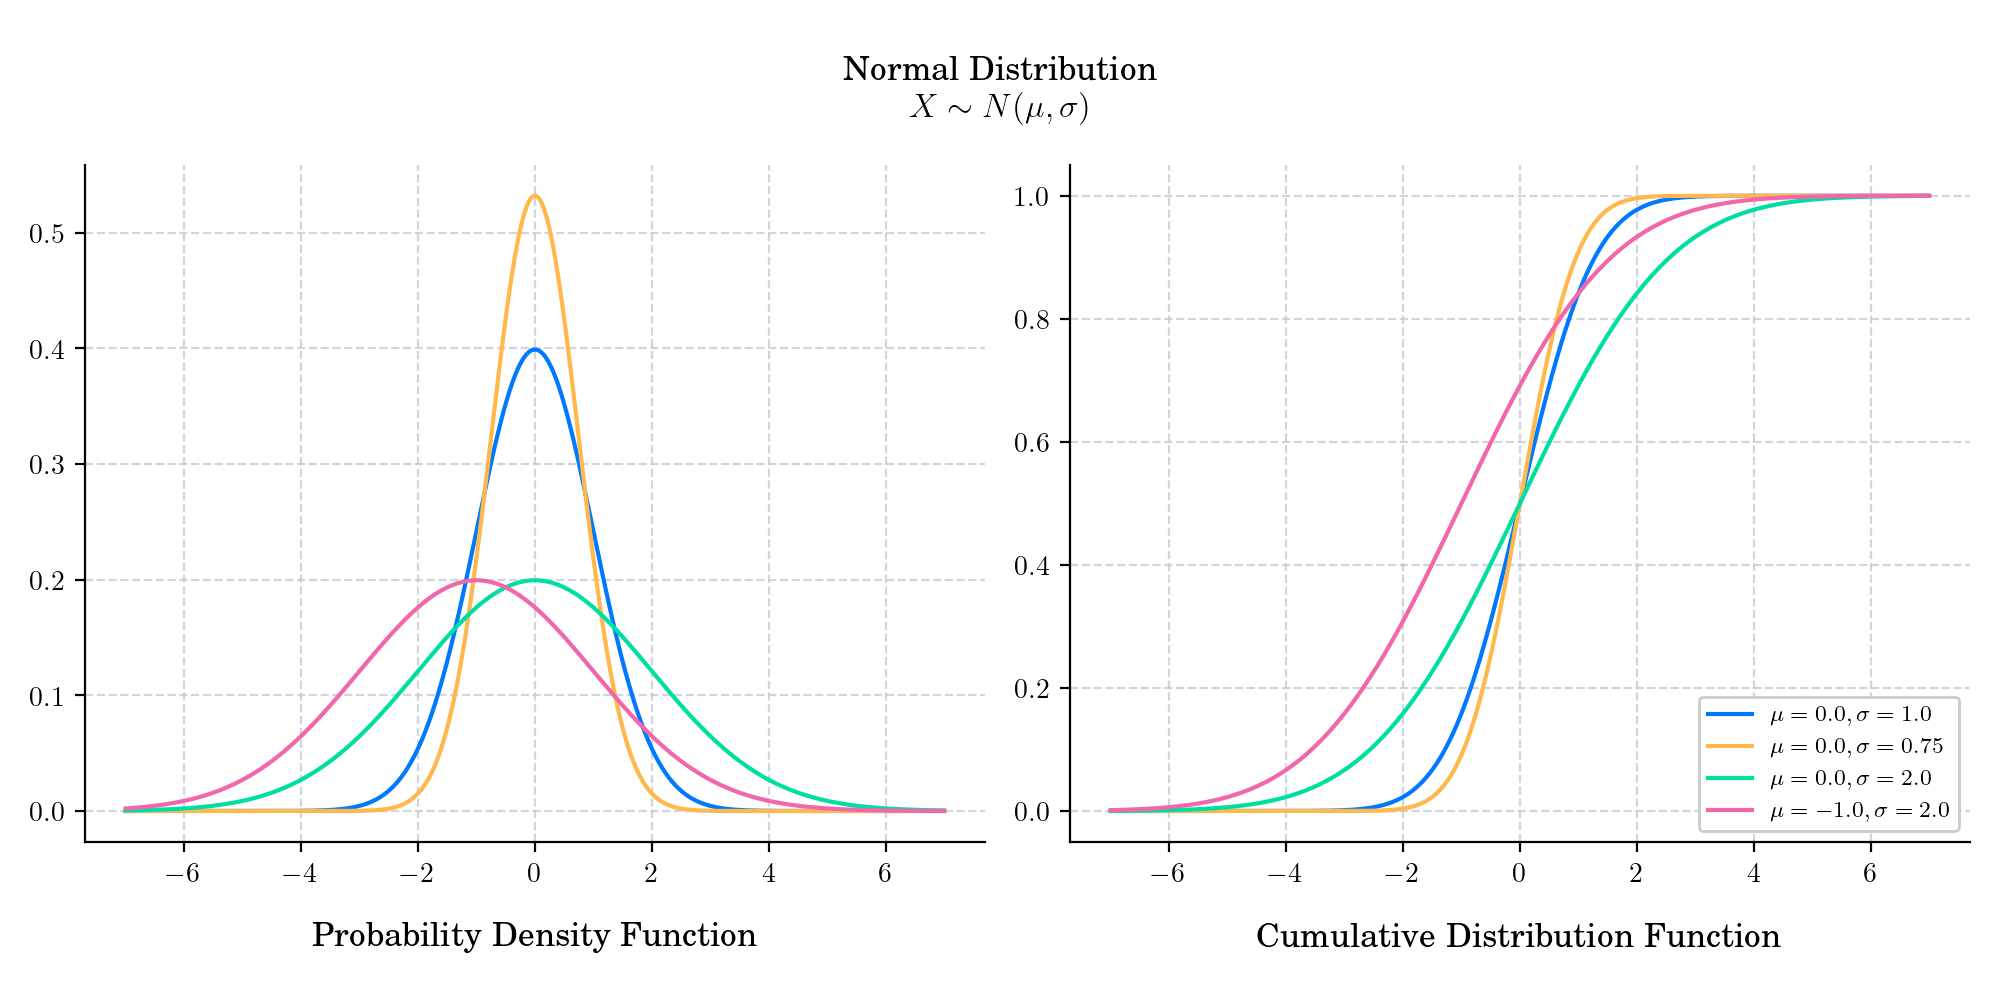 Normal Distribution
X ∼ N(μ, σ)
0.5
0.4
0.3
0.2
0.1
0.0
−6 −4 −2 0 2 4 6
Probability Density Function
1.0
0.8
0.6
0.4
0.2
0.0
μ = 0.0, σ = 1.0
μ = 0.0, σ = 0.75
μ = 0.0, σ = 2.0
μ = −1.0, σ = 2.0
−6 −4 −2 0 2 4 6
Cumulative Distribution Function